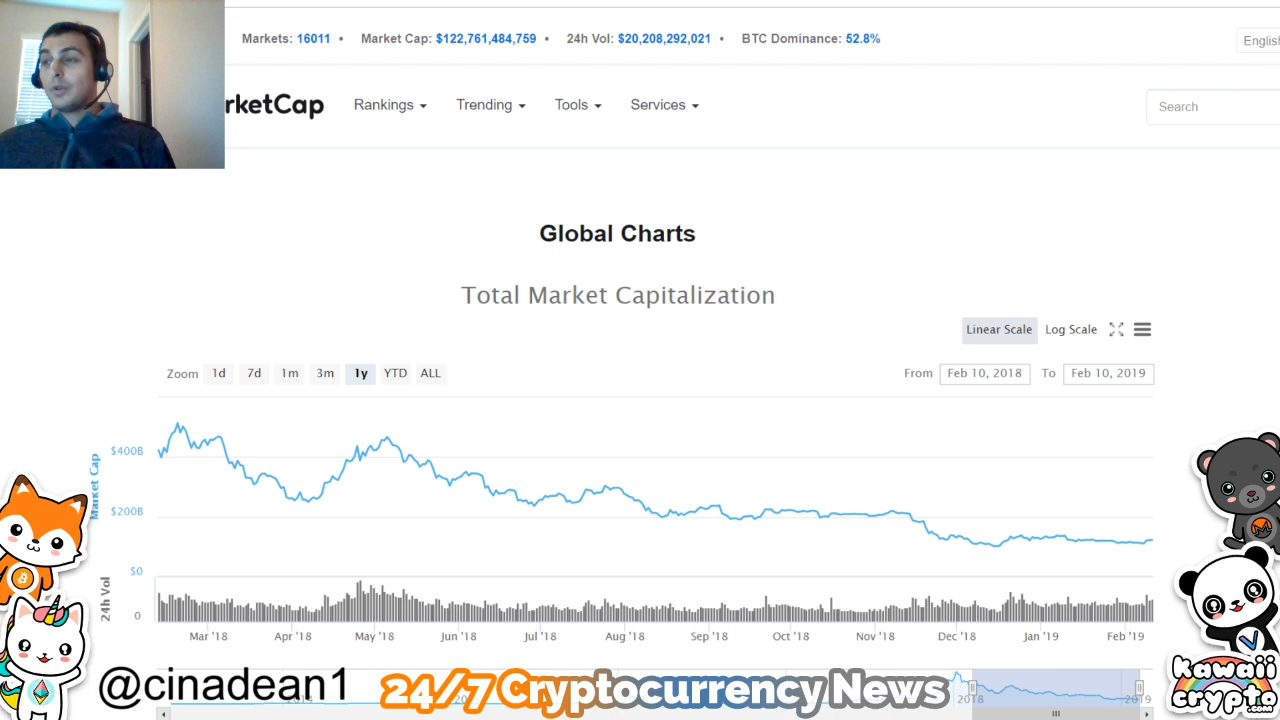 Markets: 16011 • Market Cap: $122,761,484,759 • 24h Vol: $20,208,292,021 • BTC Dominance: 52.8%
English
rketCap Rankings Trending Tools Services Search
Global Charts
Total Market Capitalization
Linear Scale Log Scale
Zoom 1d 7d 1m 3m 1y YTD ALL From Feb 10, 2018 To Feb 10, 2019
Market Cap
$400B
$200B
$0
24h Vol
0
Mar '18 Apr '18 May '18 Jun '18 Jul '18 Aug '18 Sep '18 Oct '18 Nov '18 Dec '18 Jan '19 Feb '19
2014 2018 2019
@cinadean1
24/7 Cryptocurrency News
kawaii
crypto
.com